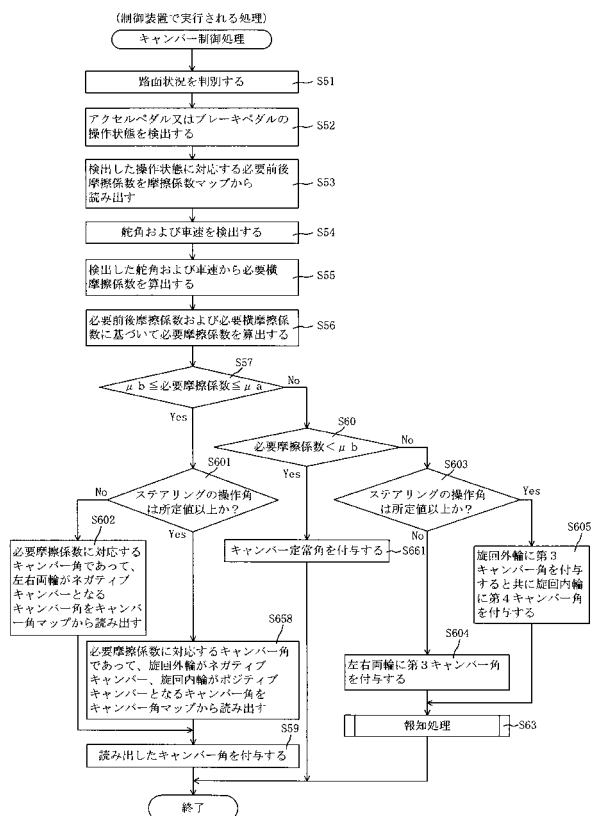 (制御装置で実行される処理)
キャンバー制御処理
路面状況を判別する
S51
アクセルペダル又はブレーキペダルの
操作状態を検出する
S52
検出した操作状態に対応する必要前後
摩擦係数を摩擦係数マップから
読み出す
S53
舵角および車速を検出する
S54
検出した舵角および車速から必要横
摩擦係数を算出する
S55
必要前後摩擦係数および必要横摩擦係
数に基づいて必要摩擦係数を算出する
S56
S57
μb≦必要摩擦係数≦μa
No
Yes
S60
必要摩擦係数<μb
No
Yes
S601
ステアリングの操作角
は所定値以上か?
No
Yes
S603
ステアリングの操作角
は所定値以上か?
Yes
No
S602
必要摩擦係数に対応する
キャンバー角であって、
左右両輪がネガティブ
キャンバーとなる
キャンバー角をキャンバ
ー角マップから読み出す
キャンバー定常角を付与する
S661
S605
旋回外輪に第3
キャンバー角を付与
すると共に旋回内輪
に第4キャンバー角
を付与する
S658
必要摩擦係数に対応するキャンバー角
であって、旋回外輪がネガティブ
キャンバー、旋回内輪がポジティブ
キャンバーとなるキャンバー角を
キャンバー角マップから読み出す
S604
左右両輪に第3キャンバー角
を付与する
報知処理
S63
S59
読み出したキャンバー角を付与する
終了